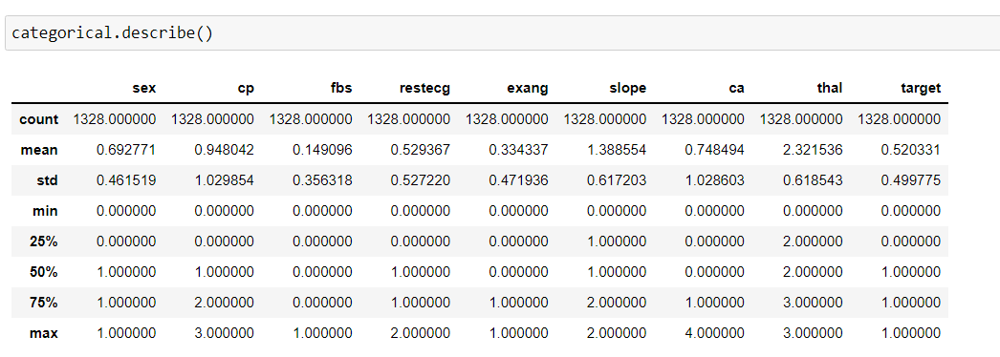 categorical.describe()
sex cp fbs restecg exang slope ca thal target
count 1328.000000 1328.000000 1328.000000 1328.000000 1328.000000 1328.000000 1328.000000 1328.000000 1328.000000
mean 0.692771 0.948042 0.149096 0.529367 0.334337 1.388554 0.748494 2.321536 0.520331
std 0.461519 1.029854 0.356318 0.527220 0.471936 0.617203 1.028603 0.618543 0.499775
min 0.000000 0.000000 0.000000 0.000000 0.000000 0.000000 0.000000 0.000000 0.000000
25% 0.000000 0.000000 0.000000 0.000000 0.000000 1.000000 0.000000 2.000000 0.000000
50% 1.000000 1.000000 0.000000 1.000000 0.000000 1.000000 0.000000 2.000000 1.000000
75% 1.000000 2.000000 0.000000 1.000000 1.000000 2.000000 1.000000 3.000000 1.000000
max 1.000000 3.000000 1.000000 2.000000 1.000000 2.000000 4.000000 3.000000 1.000000